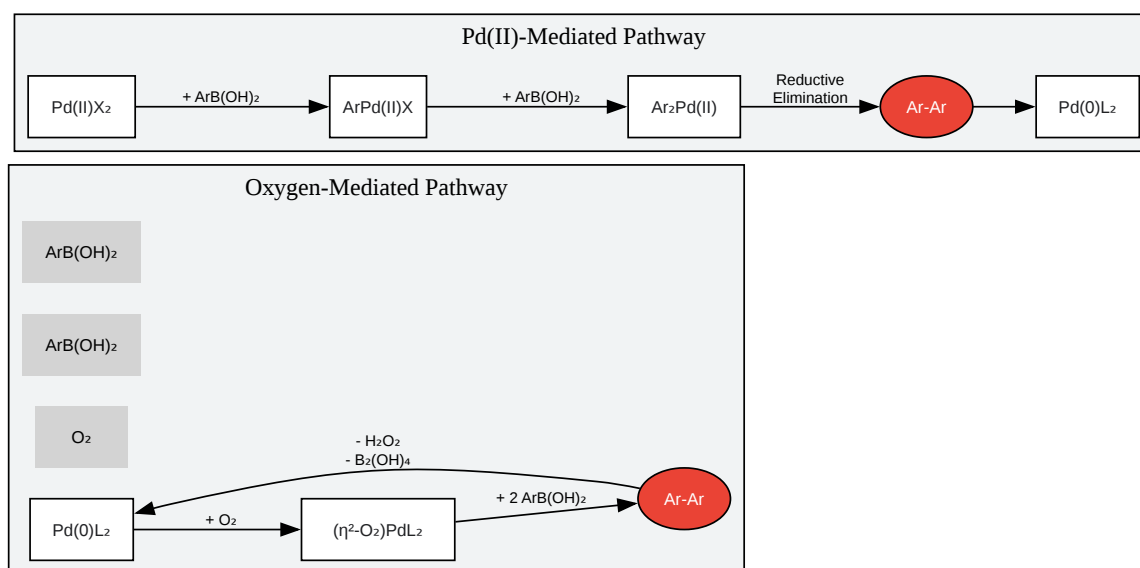 Pd(II)-Mediated Pathway
Pd(II)X₂
+ ArB(OH)₂
ArPd(II)X
+ ArB(OH)₂
Ar₂Pd(II)
Reductive
Elimination
Ar-Ar
Pd(0)L₂
Oxygen-Mediated Pathway
ArB(OH)₂
ArB(OH)₂
O₂
- H₂O₂
- B₂(OH)₄
Pd(0)L₂
+ O₂
(η²-O₂)PdL₂
+ 2 ArB(OH)₂
Ar-Ar